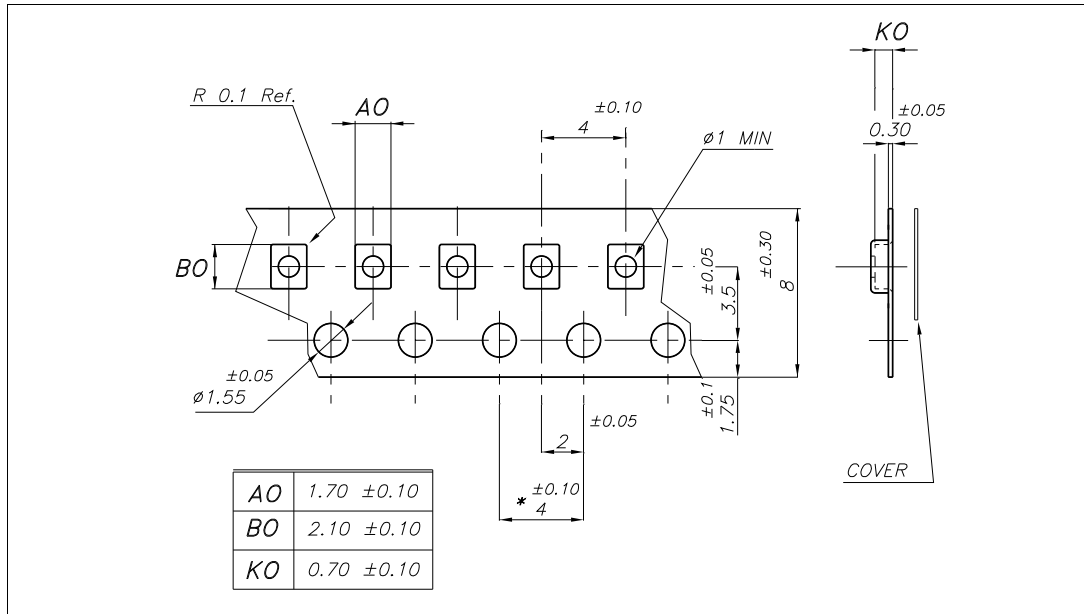 KO
R 0.1 Ref.
AO
±0.10
4
ø1 MIN
±0.05
0.30
BO
±0.05
3.5
±0.30
8
±0.05
ø1.55
±0.1
1.75
±0.05
2
COVER
* ±0.10
4
AO 1.70 ±0.10
BO 2.10 ±0.10
KO 0.70 ±0.10